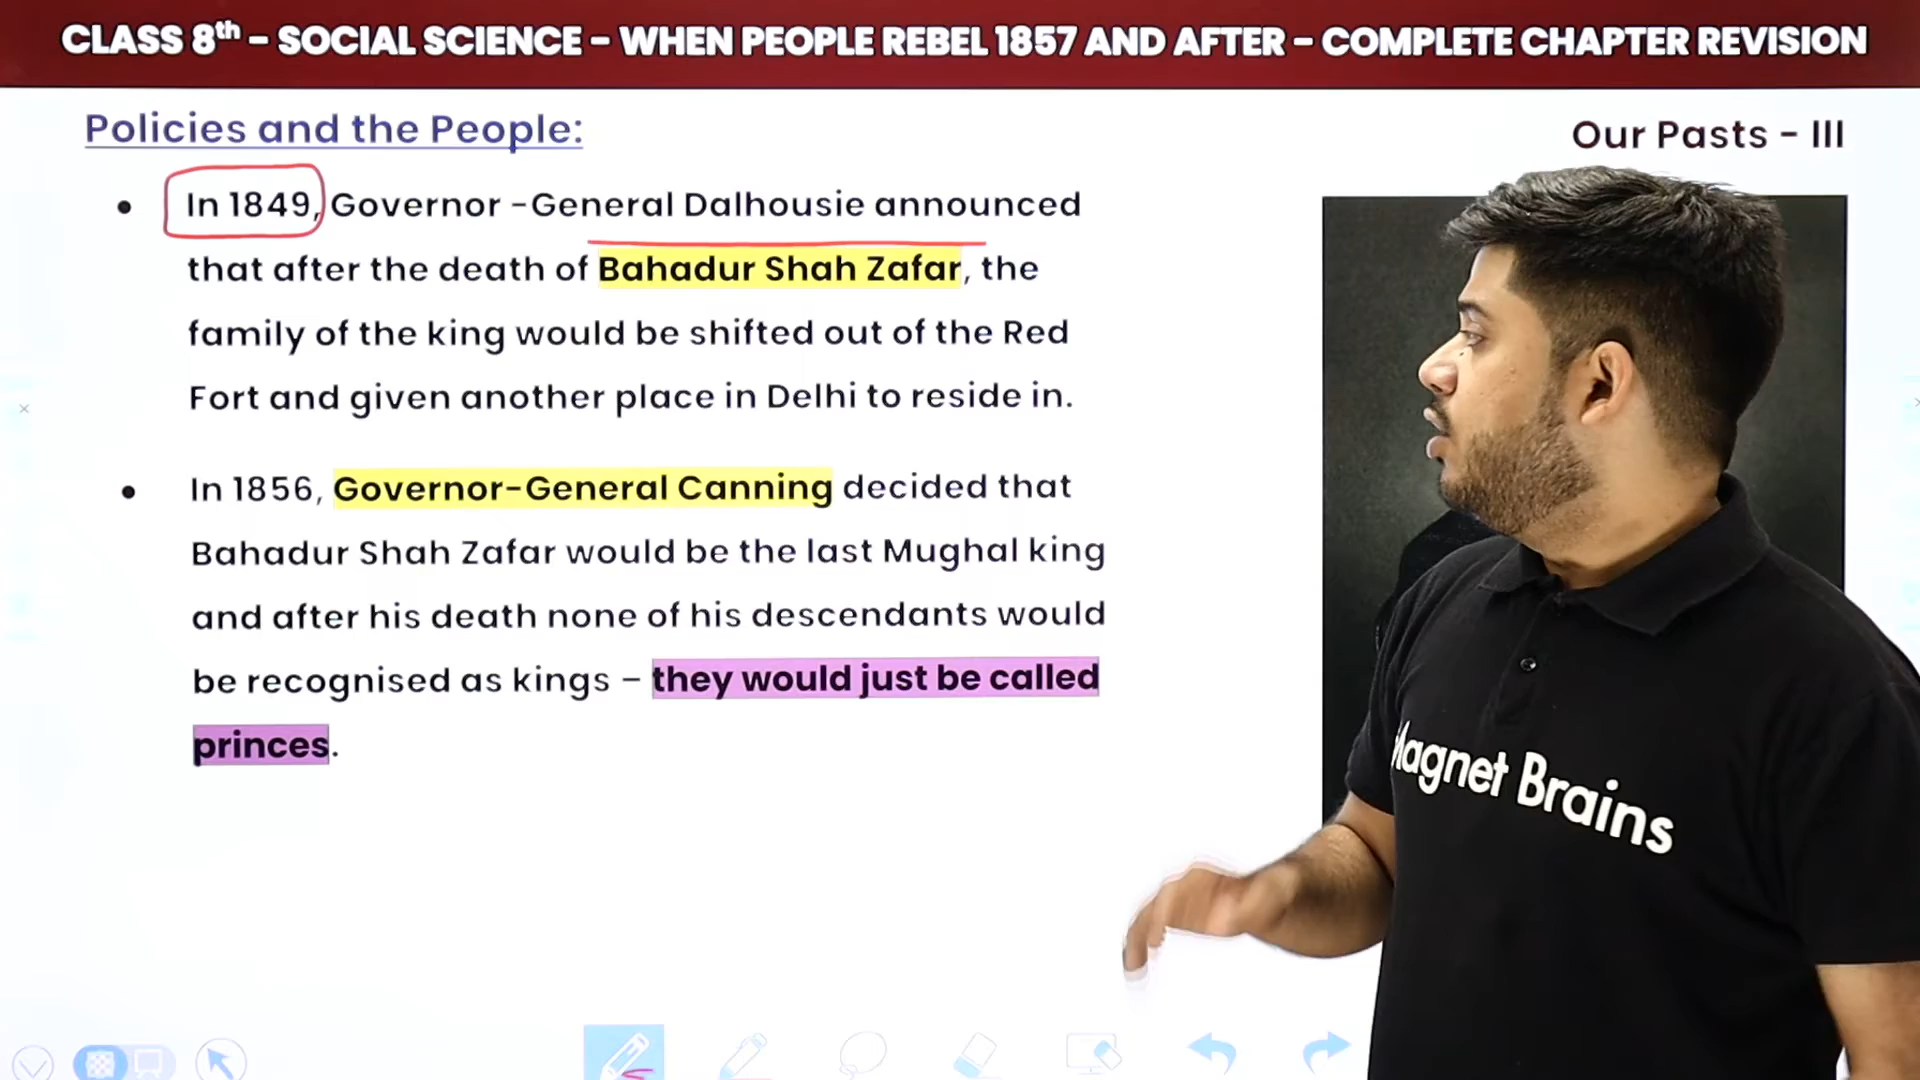 CLASS 8th – SOCIAL SCIENCE – WHEN PEOPLE REBEL 1857 AND AFTER – COMPLETE CHAPTER REVISION
Policies and the People:
Our Pasts – III
• In 1849, Governor -General Dalhousie announced
that after the death of Bahadur Shah Zafar, the
family of the king would be shifted out of the Red
Fort and given another place in Delhi to reside in.
• In 1856, Governor-General Canning decided that
Bahadur Shah Zafar would be the last Mughal king
and after his death none of his descendants would
be recognised as kings – they would just be called
princes.
Magnet Brains